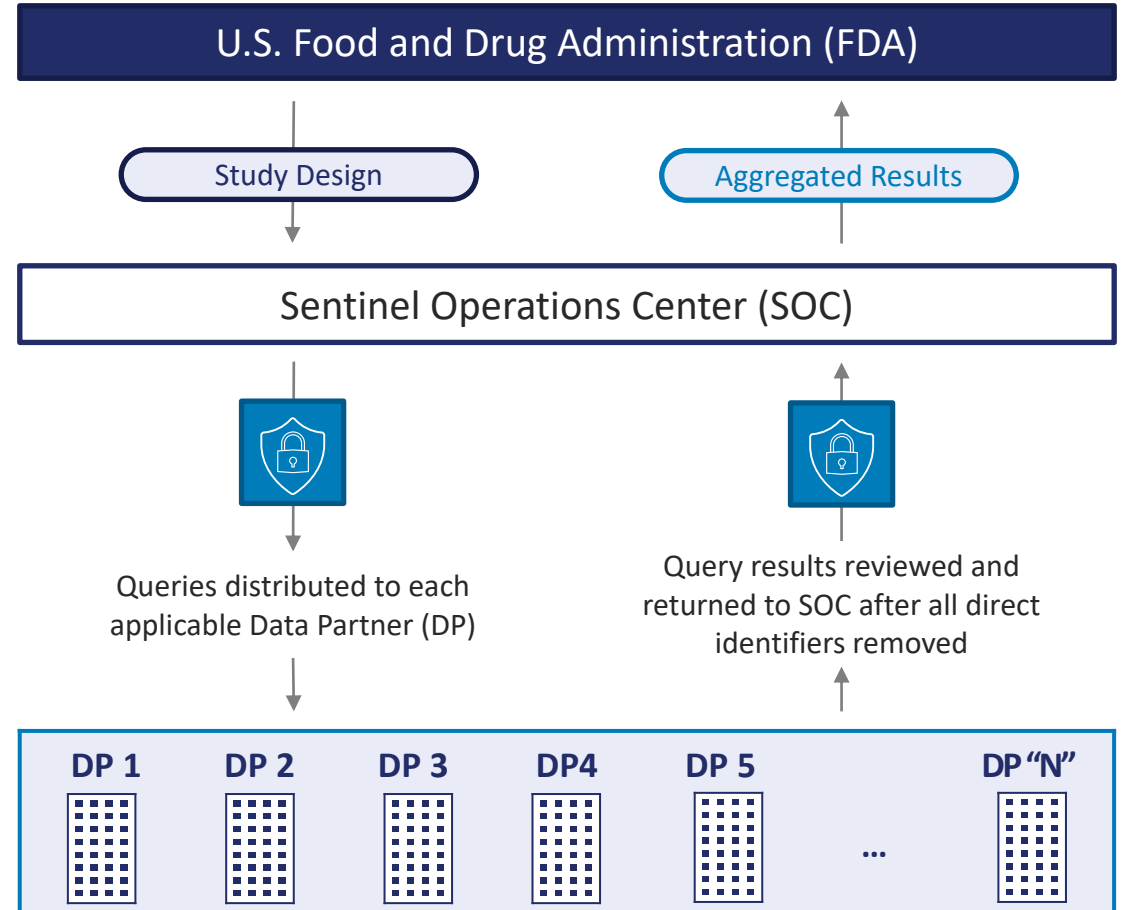 U.S. Food and Drug Administration (FDA)
Study Design
Aggregated Results
Sentinel Operations Center (SOC)
Queries distributed to each
applicable Data Partner (DP)
Query results reviewed and
returned to SOC after all direct
identifiers removed
DP 1
DP 2
DP 3
DP4
DP 5
...
DP “N”